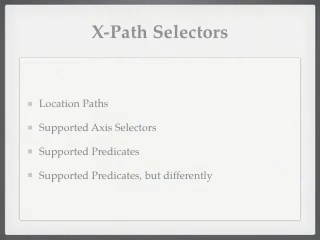 X-Path Selectors
Location Paths
Supported Axis Selectors
Supported Predicates
Supported Predicates, but differently